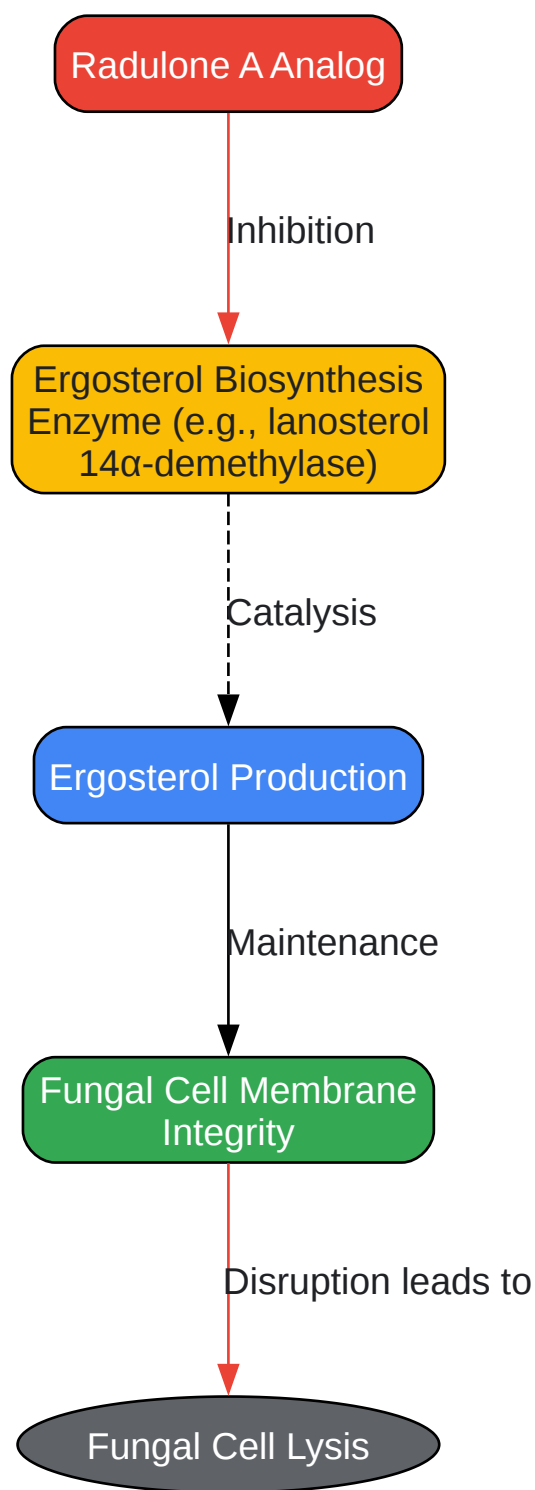 Radulone A Analog
Inhibition
Ergosterol Biosynthesis
Enzyme (e.g., lanosterol
14α-demethylase)
Catalysis
Ergosterol Production
Maintenance
Fungal Cell Membrane
Integrity
Disruption leads to
Fungal Cell Lysis